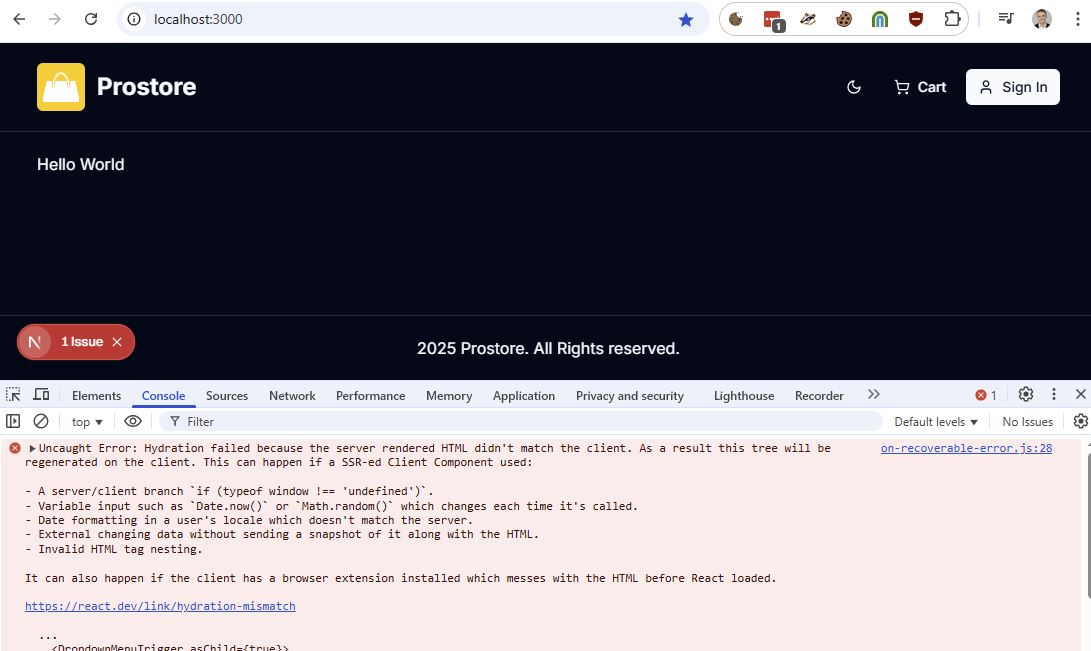 localhost:3000
1
Prostore
Cart
Sign In
Hello World
N
1 Issue
2025 Prostore. All Rights reserved.
Elements Console Sources Network Performance Memory Application Privacy and security Lighthouse Recorder
1
top
Filter
Default levels
No Issues
Uncaught Error: Hydration failed because the server rendered HTML didn't match the client. As a result this tree will be
on-recoverable-error.js:28
regenerated on the client. This can happen if a SSR-ed Client Component used:
- A server/client branch `if (typeof window !== 'undefined')`.
- Variable input such as `Date.now()` or `Math.random()` which changes each time it's called.
- Date formatting in a user's locale which doesn't match the server.
- External changing data without sending a snapshot of it along with the HTML.
- Invalid HTML tag nesting.
It can also happen if the client has a browser extension installed which messes with the HTML before React loaded.
https://react.dev/link/hydration-mismatch
...
<DropdownMenuTrigger asChild={true}>